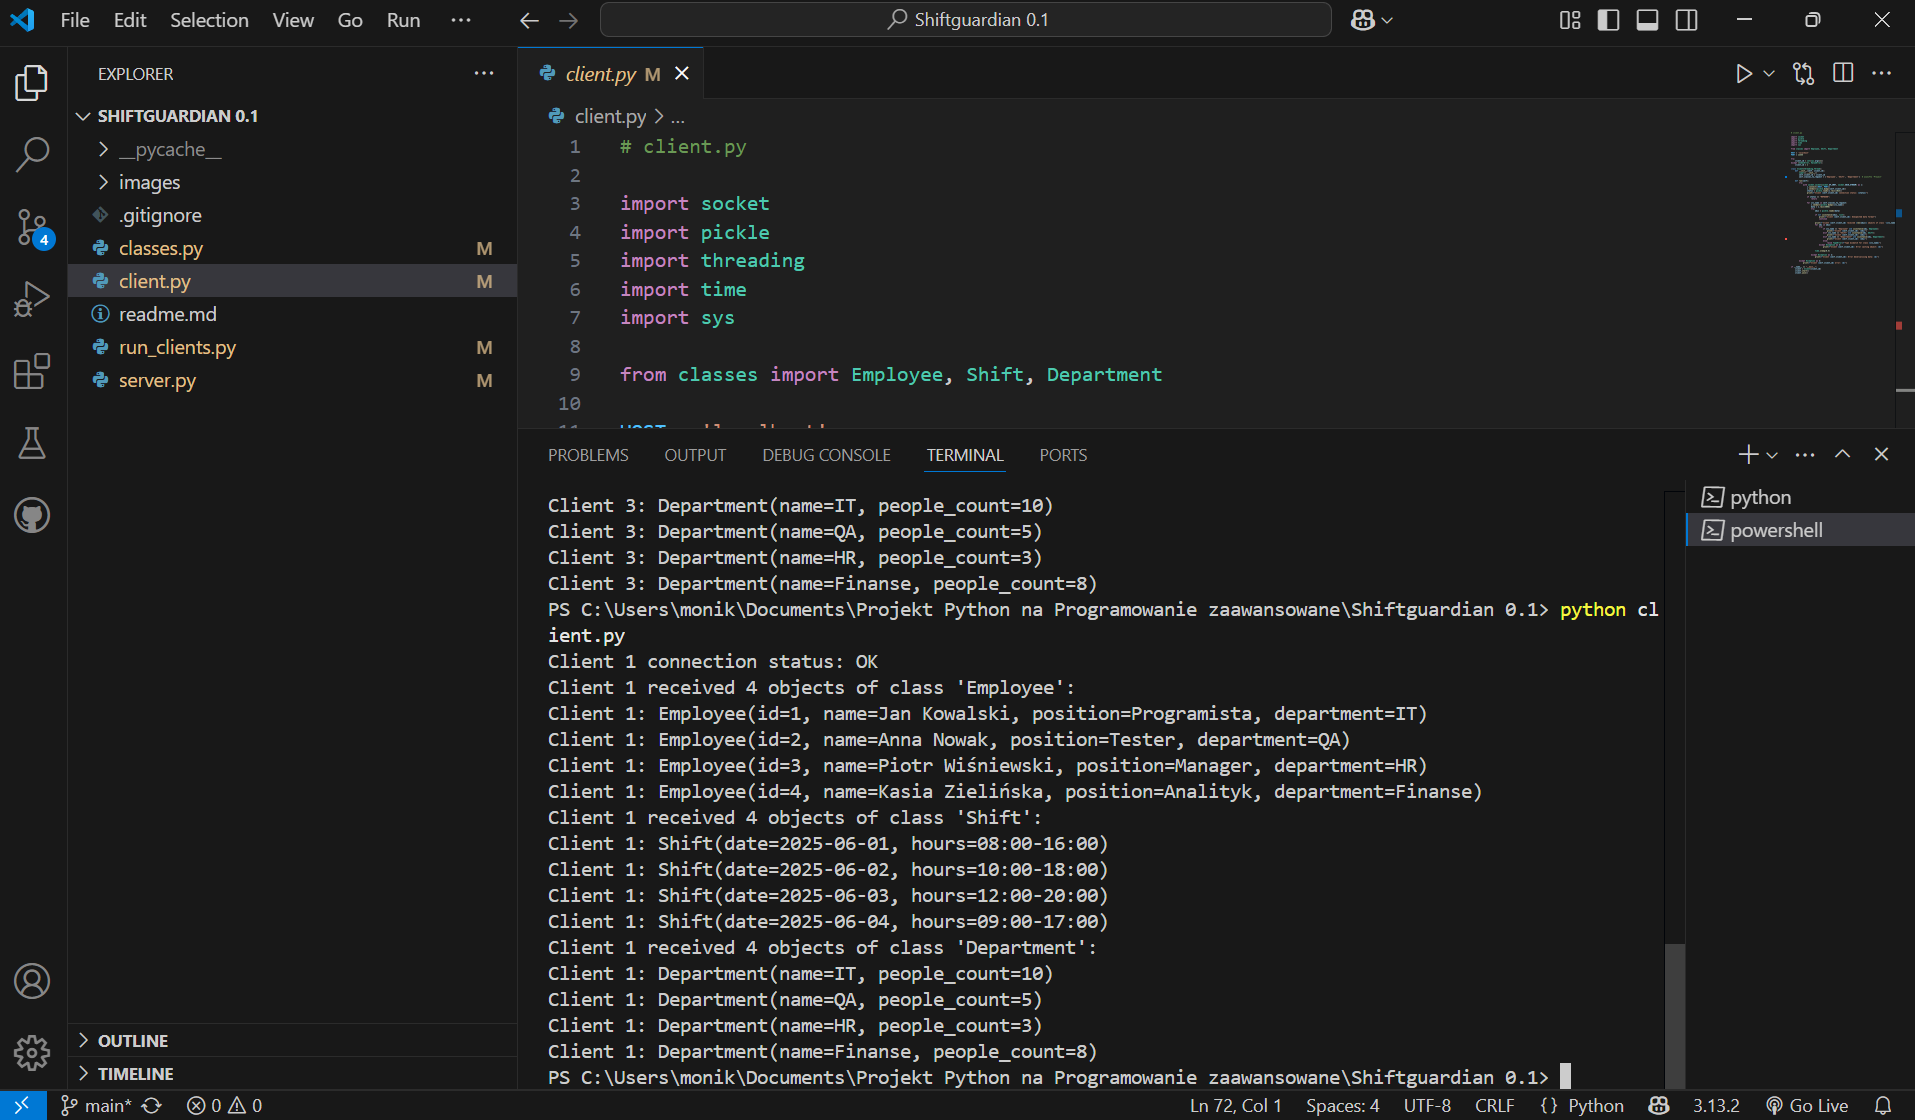 File Edit Selection View Go Run ···
Shiftguardian 0.1
EXPLORER
SHIFTGUARDIAN 0.1
__pycache__
images
.gitignore
classes.py M
client.py M
readme.md
run_clients.py M
server.py M
4
OUTLINE
TIMELINE
client.py M
client.py > ...
1 # client.py
2
3 import socket
4 import pickle
5 import threading
6 import time
7 import sys
8
9 from classes import Employee, Shift, Department
10
PROBLEMS OUTPUT DEBUG CONSOLE TERMINAL PORTS
python
powershell
Client 3: Department(name=IT, people_count=10)
Client 3: Department(name=QA, people_count=5)
Client 3: Department(name=HR, people_count=3)
Client 3: Department(name=Finanse, people_count=8)
PS C:\Users\monik\Documents\Projekt Python na Programowanie zaawansowane\Shiftguardian 0.1> python cl
ient.py
Client 1 connection status: OK
Client 1 received 4 objects of class 'Employee':
Client 1: Employee(id=1, name=Jan Kowalski, position=Programista, department=IT)
Client 1: Employee(id=2, name=Anna Nowak, position=Tester, department=QA)
Client 1: Employee(id=3, name=Piotr Wiśniewski, position=Manager, department=HR)
Client 1: Employee(id=4, name=Kasia Zielińska, position=Analityk, department=Finanse)
Client 1 received 4 objects of class 'Shift':
Client 1: Shift(date=2025-06-01, hours=08:00-16:00)
Client 1: Shift(date=2025-06-02, hours=10:00-18:00)
Client 1: Shift(date=2025-06-03, hours=12:00-20:00)
Client 1: Shift(date=2025-06-04, hours=09:00-17:00)
Client 1 received 4 objects of class 'Department':
Client 1: Department(name=IT, people_count=10)
Client 1: Department(name=QA, people_count=5)
Client 1: Department(name=HR, people_count=3)
Client 1: Department(name=Finanse, people_count=8)
PS C:\Users\monik\Documents\Projekt Python na Programowanie zaawansowane\Shiftguardian 0.1>
main* 0 0 Ln 72, Col 1 Spaces: 4 UTF-8 CRLF {} Python 3.13.2 Go Live